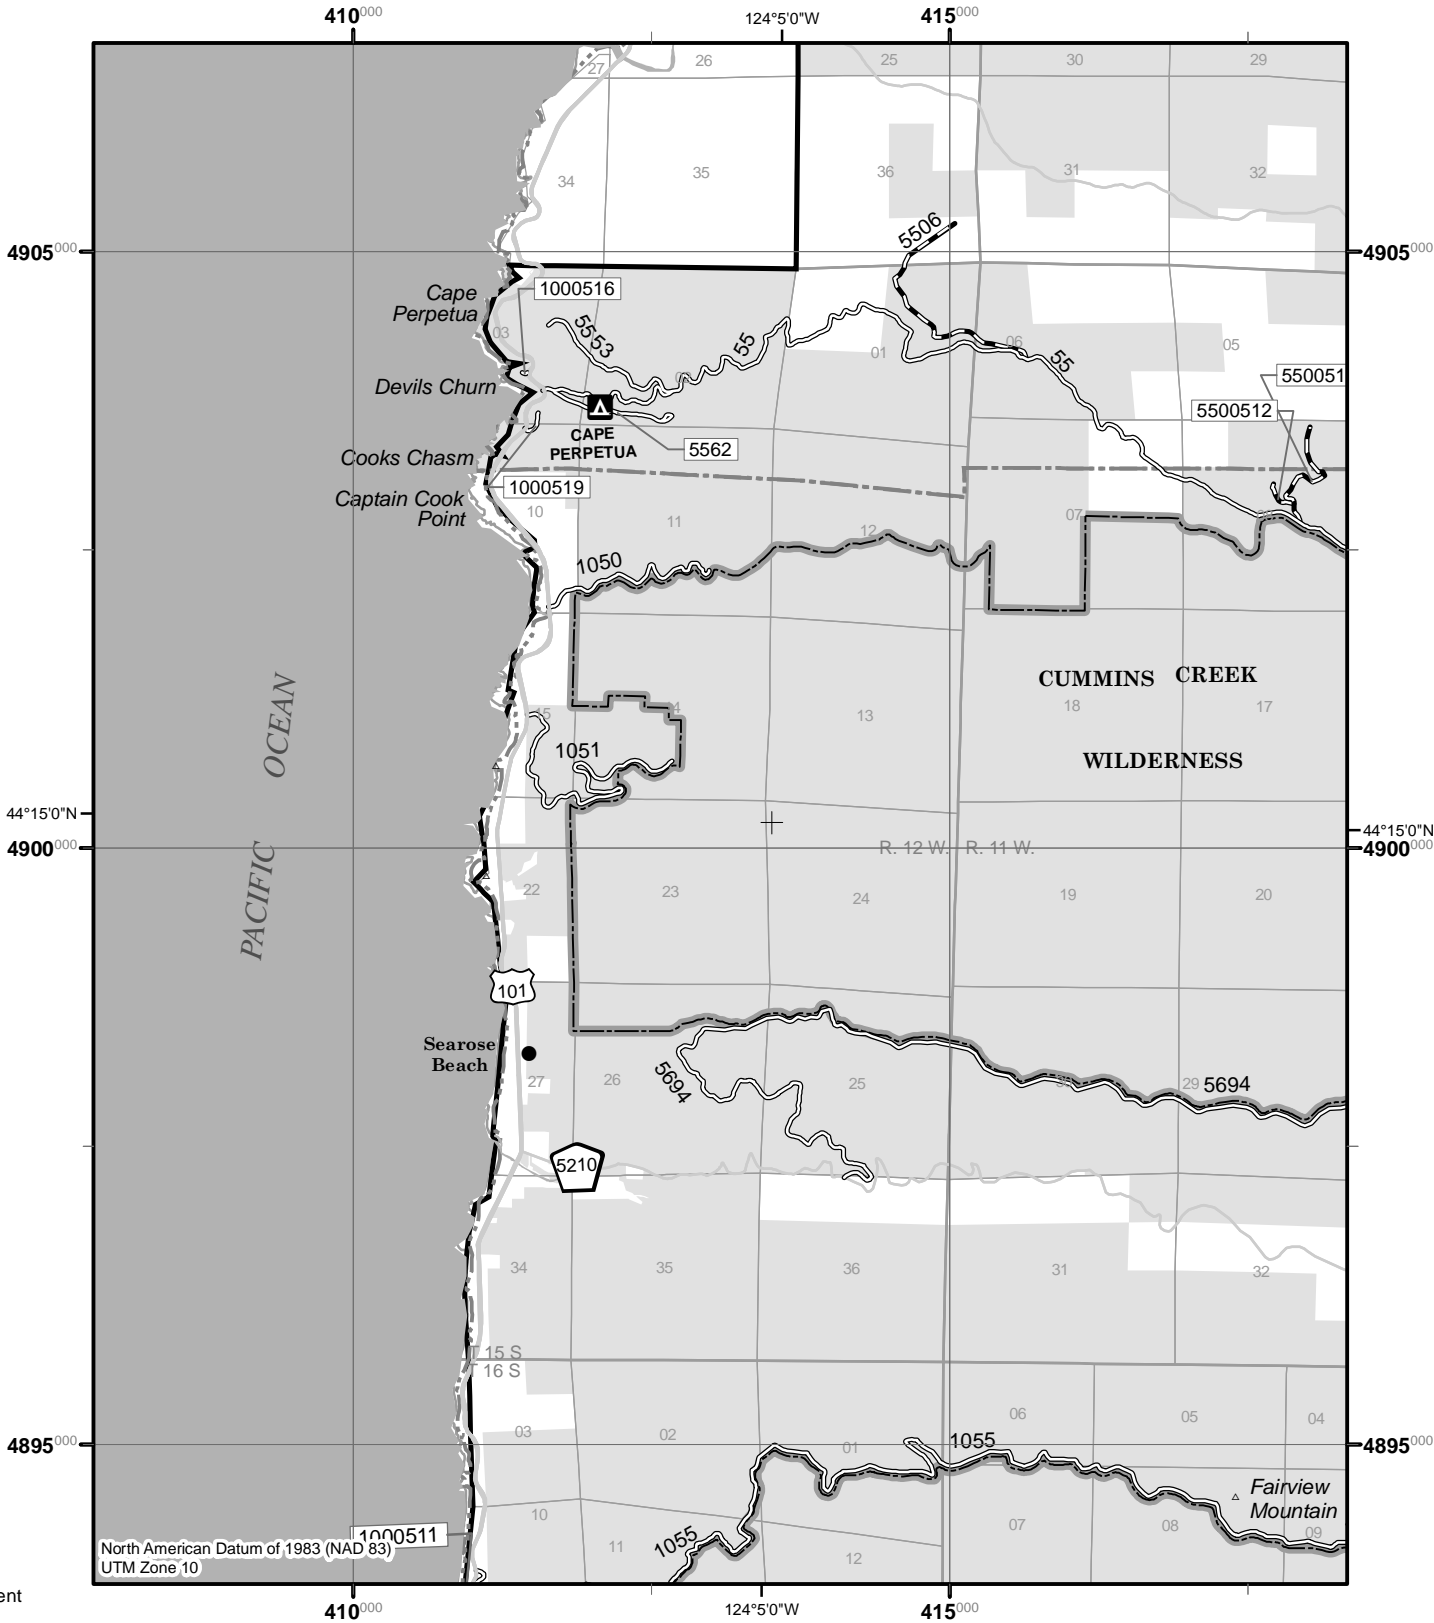 410000
124°5'0"W
415000
27
26
25
30
29
34
35
36
31
32
5506
4905000
4905000
Cape
Perpetua
1000516
03
5553
55
01
06
05
55
Devils Churn
550051
5500512
CAPE
PERPETUA
5562
Cooks Chasm
1000519
Captain Cook
Point
10
11
12
07
1050
CUMMINS CREEK
WILDERNESS
15
13
18
17
1051
PACIFIC OCEAN
44°15'0"N
44°15'0"N
4900000
4900000
R. 12 W.
R. 11 W.
22
23
24
19
20
101
Searose
Beach
27
26
5694
25
29
5694
5210
34
35
36
31
32
T 15 S
T 16 S
03
02
01
06
05
04
4895000
4895000
1055
Fairview
Mountain
10
11
12
07
08
09
1055
1000511
North American Datum of 1983 (NAD 83)
UTM Zone 10
ent
410000
124°5'0"W
415000